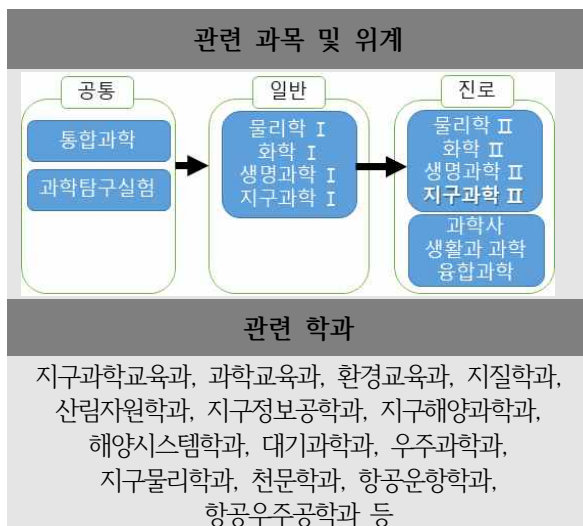 관련 과목 및 위계
공통
통합과학
과학탐구실험
일반
물리학 Ⅰ
화학 Ⅰ
생명과학 Ⅰ
지구과학 Ⅰ
진로
물리학 Ⅱ
화학 Ⅱ
생명과학 Ⅱ
지구과학 Ⅱ
과학사
생활과 과학
융합과학
관련 학과
지구과학교육과, 과학교육과, 환경교육과, 지질학과,
산림자원학과, 지구정보공학과, 지구해양과학과,
해양시스템학과, 대기과학과, 우주과학과,
지구물리학과, 천문학과, 항공운항학과,
항공우주공학과 등